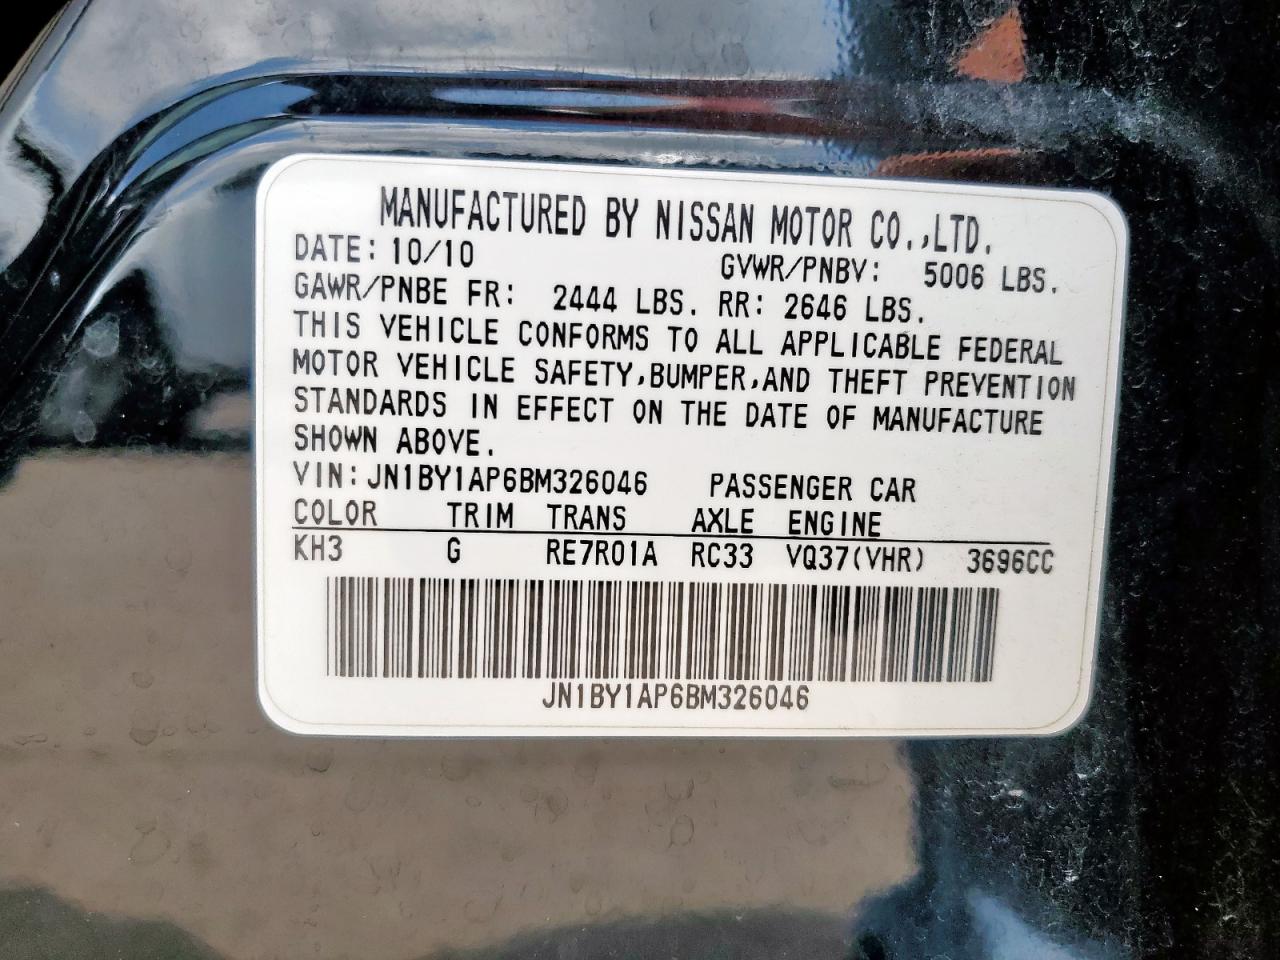 MANUFACTURED BY NISSAN MOTOR CO.,LTD.
DATE: 10/10 GVWR/PNBV: 5006 LBS.
GAWR/PNBE FR: 2444 LBS. RR: 2646 LBS.
THIS VEHICLE CONFORMS TO ALL APPLICABLE FEDERAL
MOTOR VEHICLE SAFETY,BUMPER,AND THEFT PREVENTION
STANDARDS IN EFFECT ON THE DATE OF MANUFACTURE
SHOWN ABOVE.
VIN: JN1BY1AP6BM326046 PASSENGER CAR
COLOR TRIM TRANS AXLE ENGINE
KH3 G RE7R01A RC33 VQ37(VHR) 3696CC
JN1BY1AP6BM326046